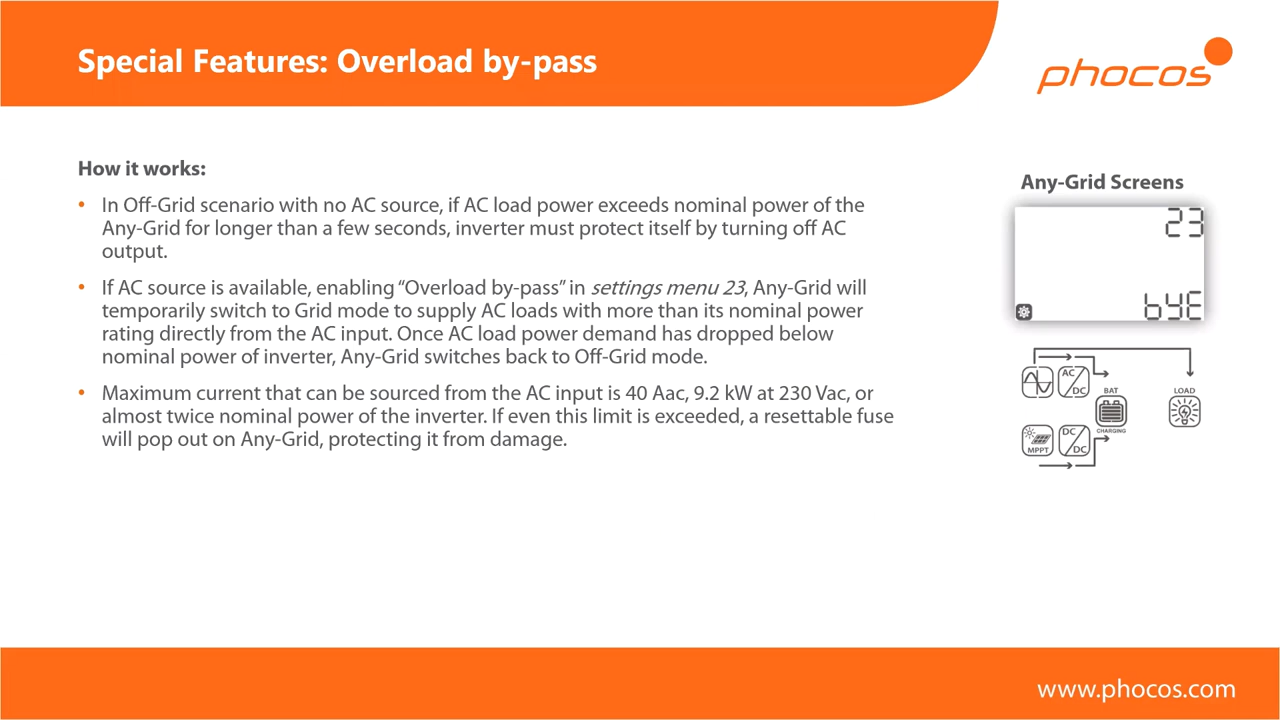 Special Features: Overload by-pass
phocos
How it works:
• In Off-Grid scenario with no AC source, if AC load power exceeds nominal power of the
Any-Grid for longer than a few seconds, inverter must protect itself by turning off AC
output.
• If AC source is available, enabling “Overload by-pass” in settings menu 23, Any-Grid will
temporarily switch to Grid mode to supply AC loads with more than its nominal power
rating directly from the AC input. Once AC load power demand has dropped below
nominal power of inverter, Any-Grid switches back to Off-Grid mode.
• Maximum current that can be sourced from the AC input is 40 Aac, 9.2 kW at 230 Vac, or
almost twice nominal power of the inverter. If even this limit is exceeded, a resettable fuse
will pop out on Any-Grid, protecting it from damage.
Any-Grid Screens
23
byE
AC
DC
BAT
LOAD
CHARGING
MPPT
DC
DC
www.phocos.com